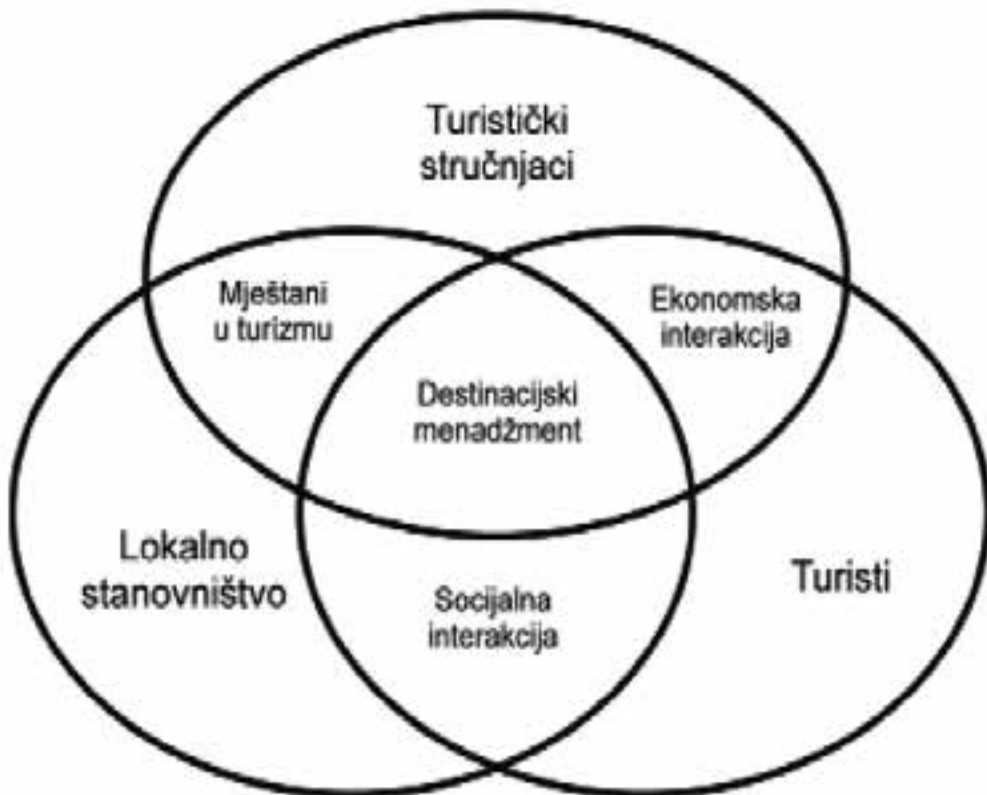 Turistički
stručnjaci
Mještani
u turizmu
Ekonomska
interakcija
Destinacijski
menadžment
Lokalno
stanovništvo
Socijalna
interakcija
Turisti